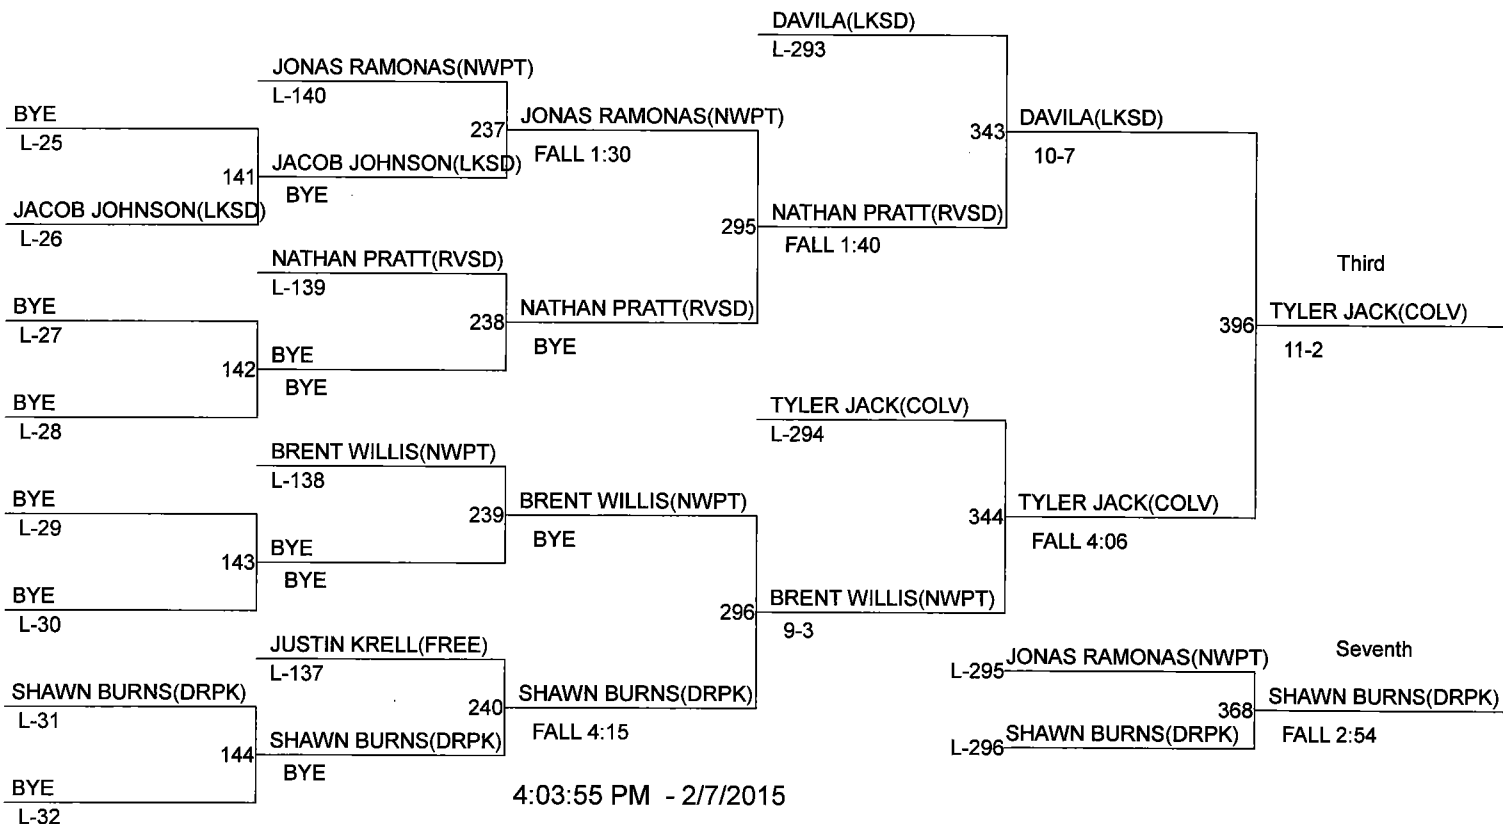 BYE
L-25
141
JACOB JOHNSON(LKSD)
L-26
BYE
L-27
142
BYE
L-28
BYE
L-29
143
BYE
L-30
SHAWN BURNS(DRPK)
L-31
144
BYE
L-32
JONAS RAMONAS(NWPT)
L-140
237
JACOB JOHNSON(LKSD)
BYE
NATHAN PRATT(RVSD)
L-139
238
BYE
BYE
BRENT WILLIS(NWPT)
L-138
239
BYE
BYE
JUSTIN KRELL(FREE)
L-137
240
SHAWN BURNS(DRPK)
BYE
JONAS RAMONAS(NWPT)
FALL 1:30
295
NATHAN PRATT(RVSD)
BYE
BRENT WILLIS(NWPT)
BYE
296
SHAWN BURNS(DRPK)
FALL 4:15
DAVILA(LKSD)
L-293
343
NATHAN PRATT(RVSD)
FALL 1:40
TYLER JACK(COLV)
L-294
344
BRENT WILLIS(NWPT)
9-3
DAVILA(LKSD)
10-7
396
TYLER JACK(COLV)
FALL 4:06
Third
TYLER JACK(COLV)
11-2
L-295 JONAS RAMONAS(NWPT)
368
L-296 SHAWN BURNS(DRPK)
Seventh
SHAWN BURNS(DRPK)
FALL 2:54
4:03:55 PM - 2/7/2015